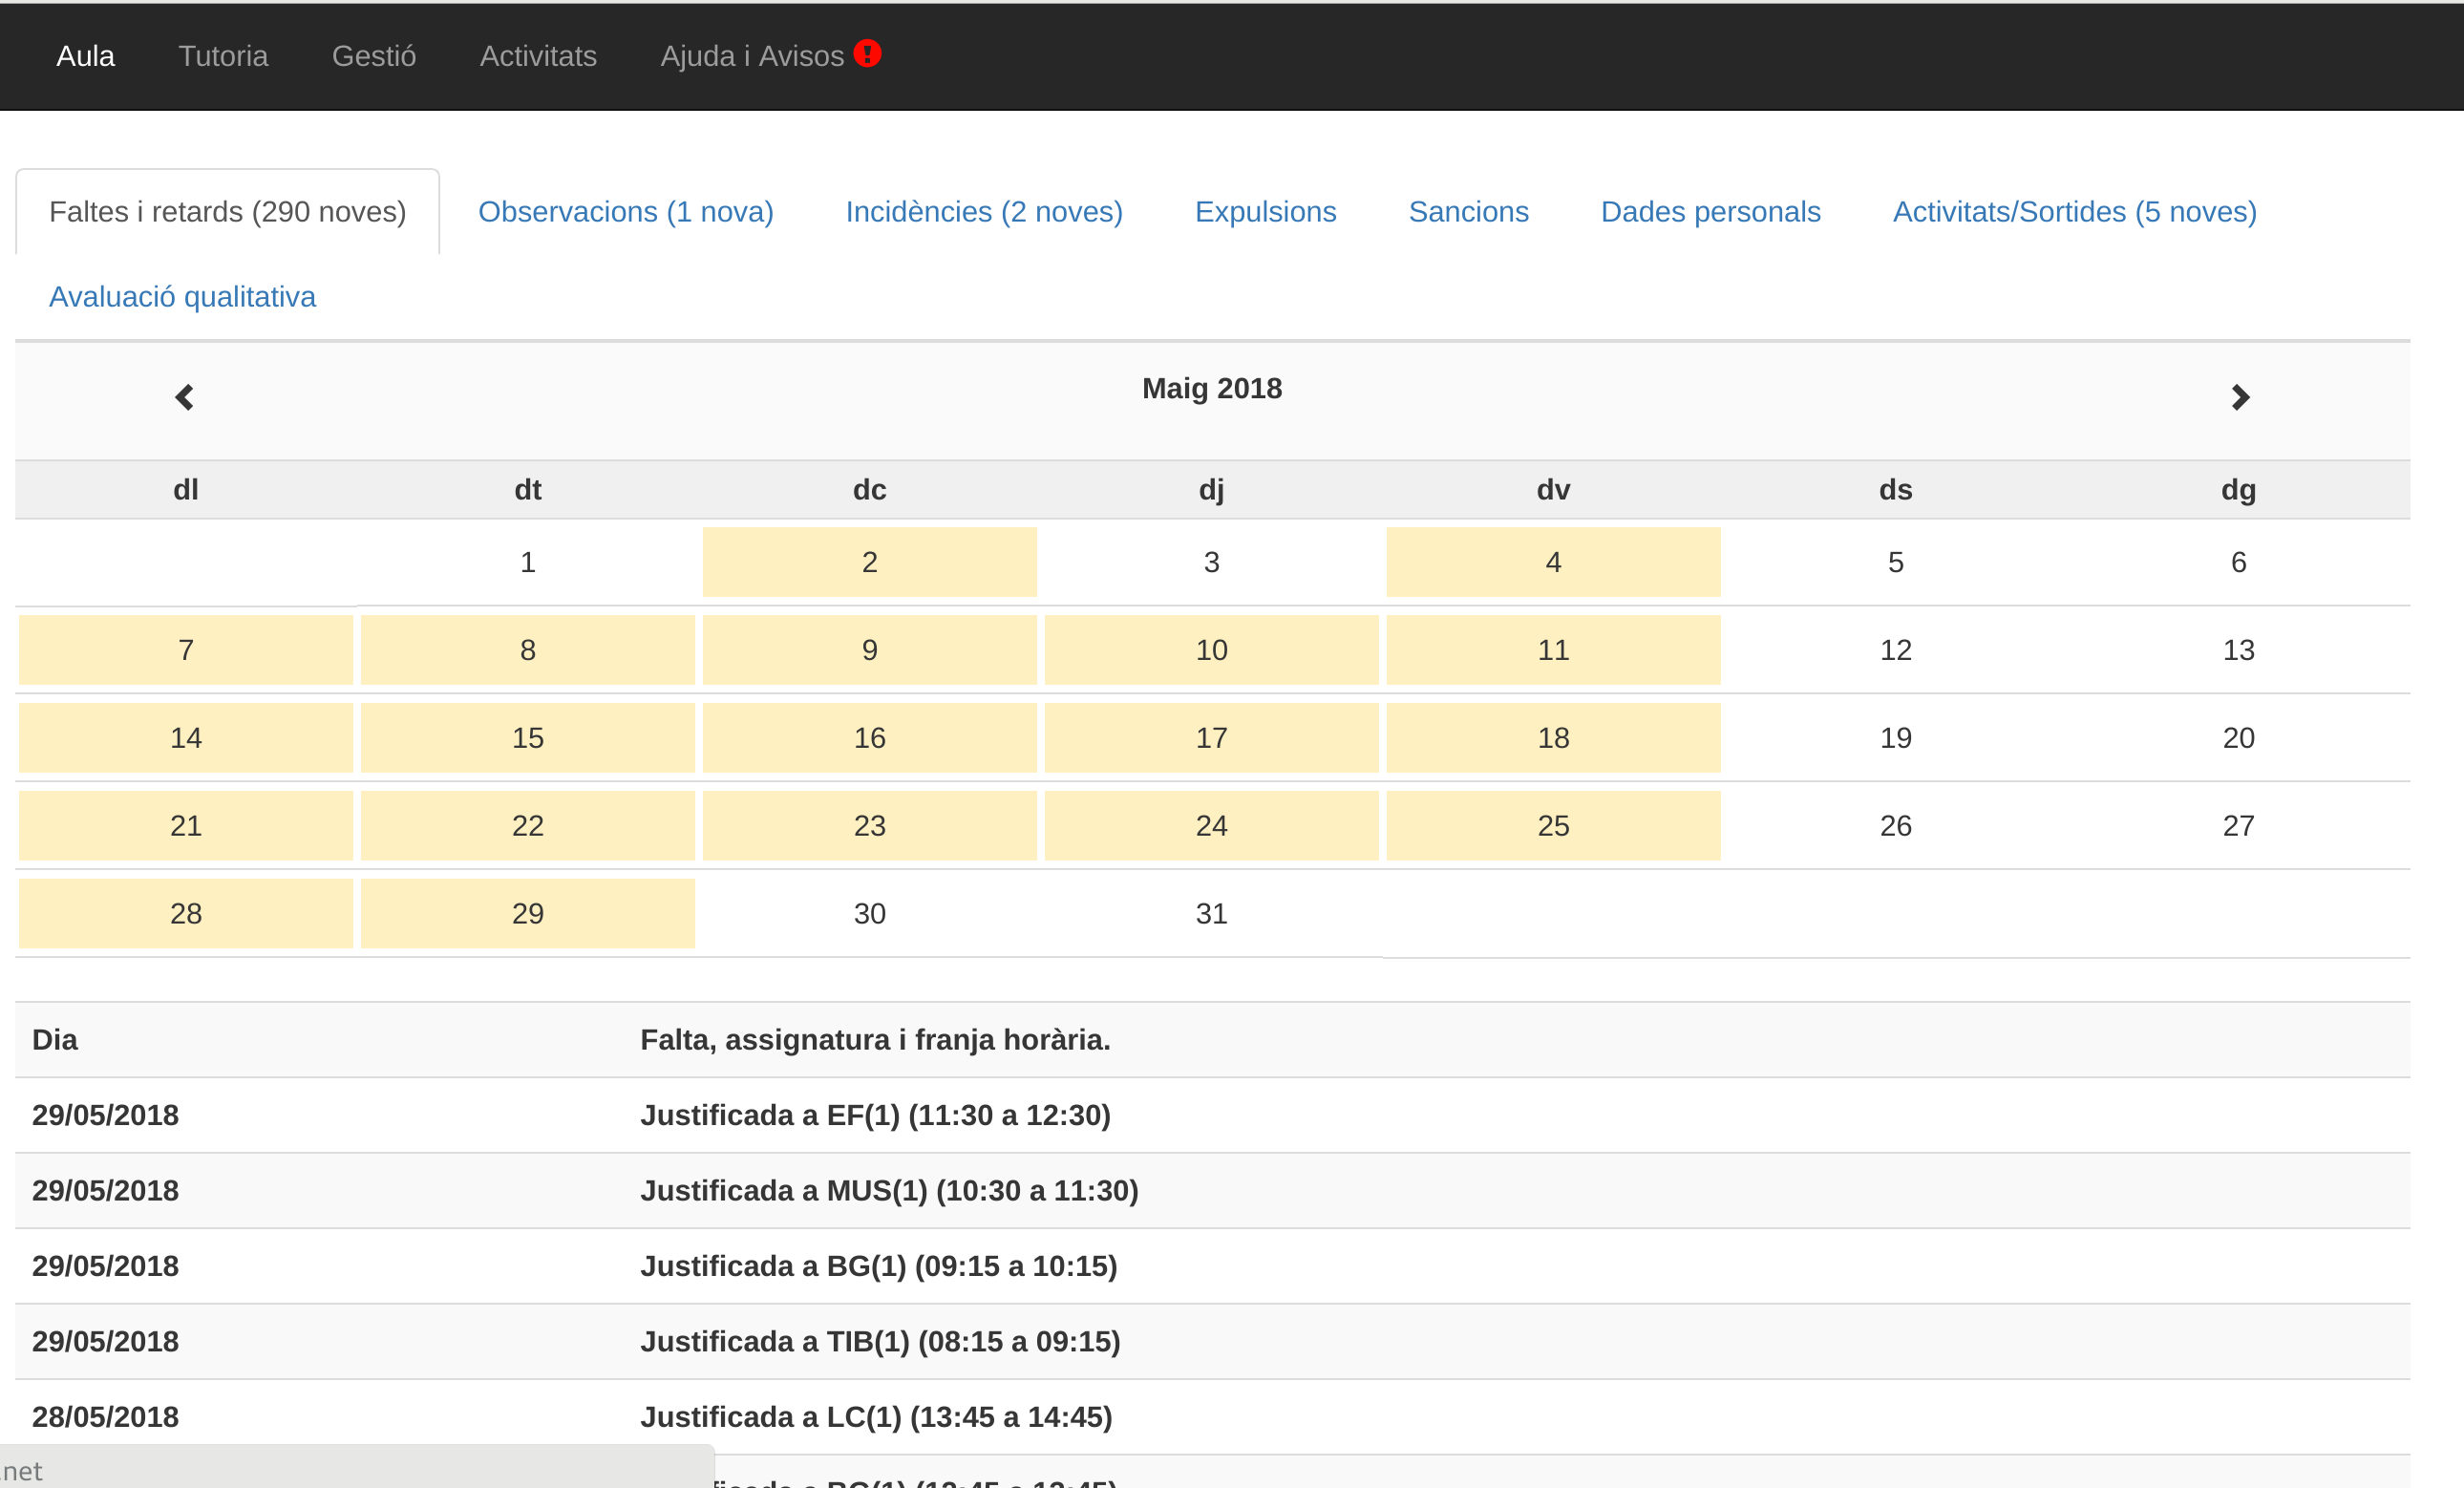 Aula Tutoria Gestió Activitats Ajuda i Avisos
Faltes i retards (290 noves) Observacions (1 nova) Incidències (2 noves) Expulsions Sancions Dades personals Activitats/Sortides (5 noves)
Avaluació qualitativa
Maig 2018
dl dt dc dj dv ds dg
1 2 3 4 5 6
7 8 9 10 11 12 13
14 15 16 17 18 19 20
21 22 23 24 25 26 27
28 29 30 31
Dia Falta, assignatura i franja horària.
29/05/2018 Justificada a EF(1) (11:30 a 12:30)
29/05/2018 Justificada a MUS(1) (10:30 a 11:30)
29/05/2018 Justificada a BG(1) (09:15 a 10:15)
29/05/2018 Justificada a TIB(1) (08:15 a 09:15)
28/05/2018 Justificada a LC(1) (13:45 a 14:45)
.net